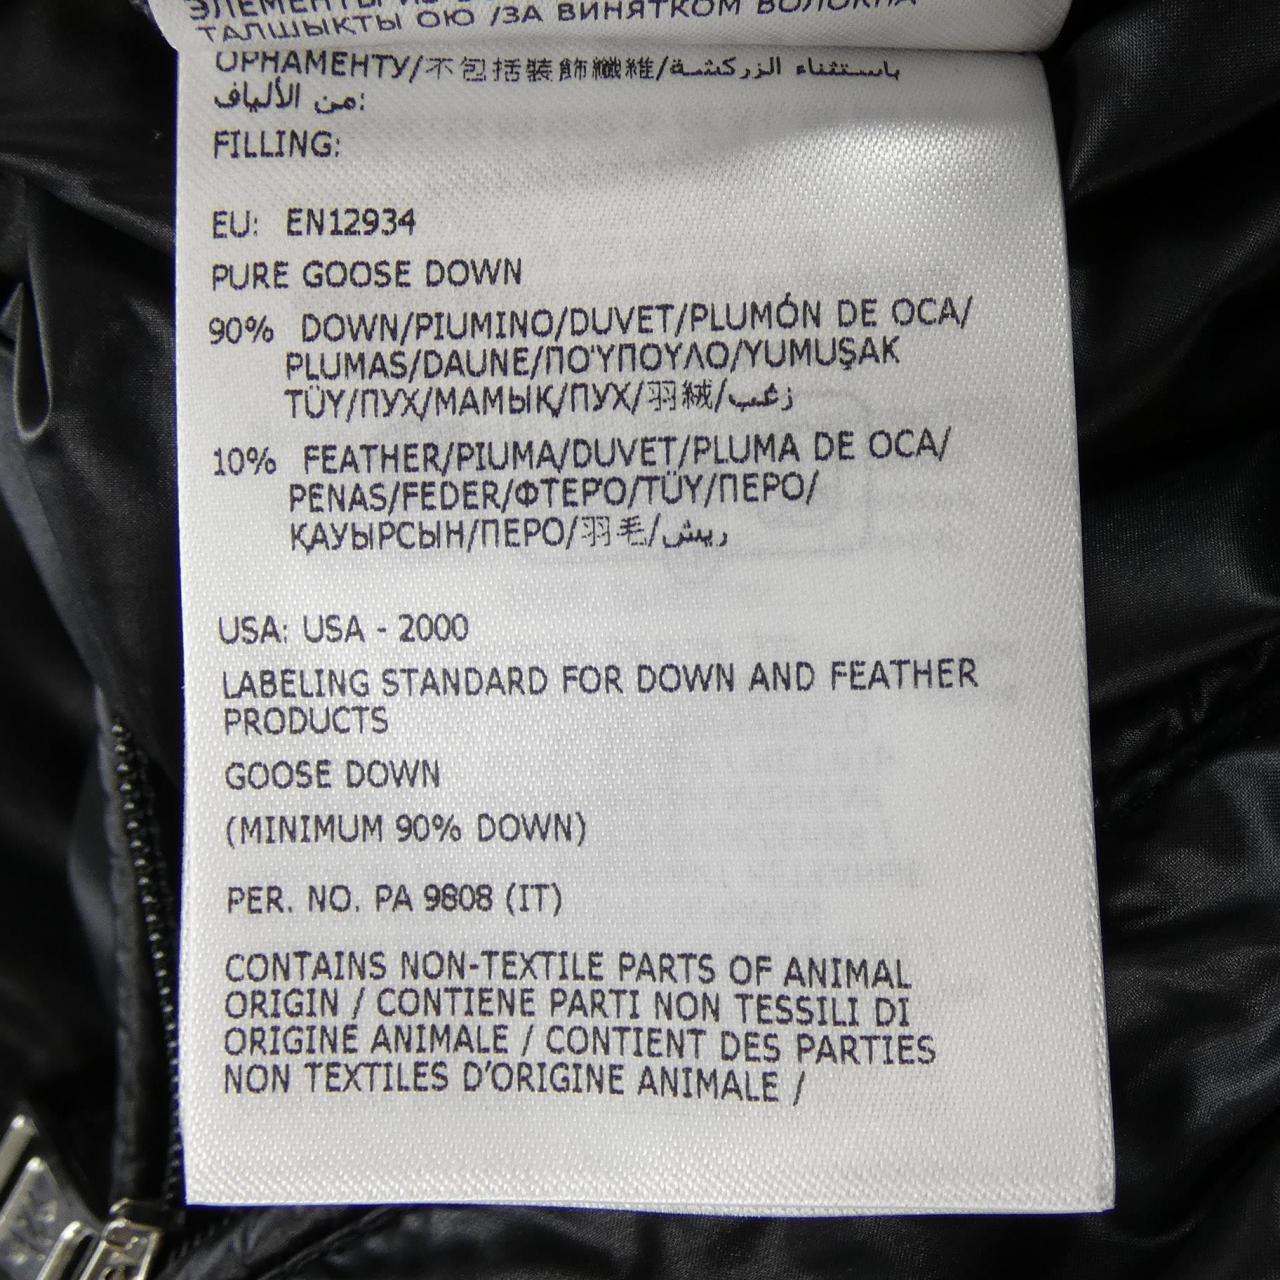 ТАЛШЫҚТЫ ОЮ /ЗА ВИНЯТКОМ ВОЛОКНА
ОРНАМЕНТУ/不包括裝飾纖維/باستثناء الزركشة
من الألياف:
FILLING:
EU: EN12934
PURE GOOSE DOWN
90% DOWN/PIUMINO/DUVET/PLUMÓN DE OCA/
PLUMAS/DAUNE/ΠΟΎΠΟΥΛΟ/YUMUŞAK
TÜY/ПУХ/МАМЫҚ/ПУХ/羽絨/زغب
10% FEATHER/PIUMA/DUVET/PLUMA DE OCA/
PENAS/FEDER/ΦΤΕΡΌ/TÜY/ПЕРО/
ҚАУЫРСЫН/ПЕРО/羽毛/ريش
USA: USA - 2000
LABELING STANDARD FOR DOWN AND FEATHER
PRODUCTS
GOOSE DOWN
(MINIMUM 90% DOWN)
PER. NO. PA 9808 (IT)
CONTAINS NON-TEXTILE PARTS OF ANIMAL
ORIGIN / CONTIENE PARTI NON TESSILI DI
ORIGINE ANIMALE / CONTIENT DES PARTIES
NON TEXTILES D'ORIGINE ANIMALE /